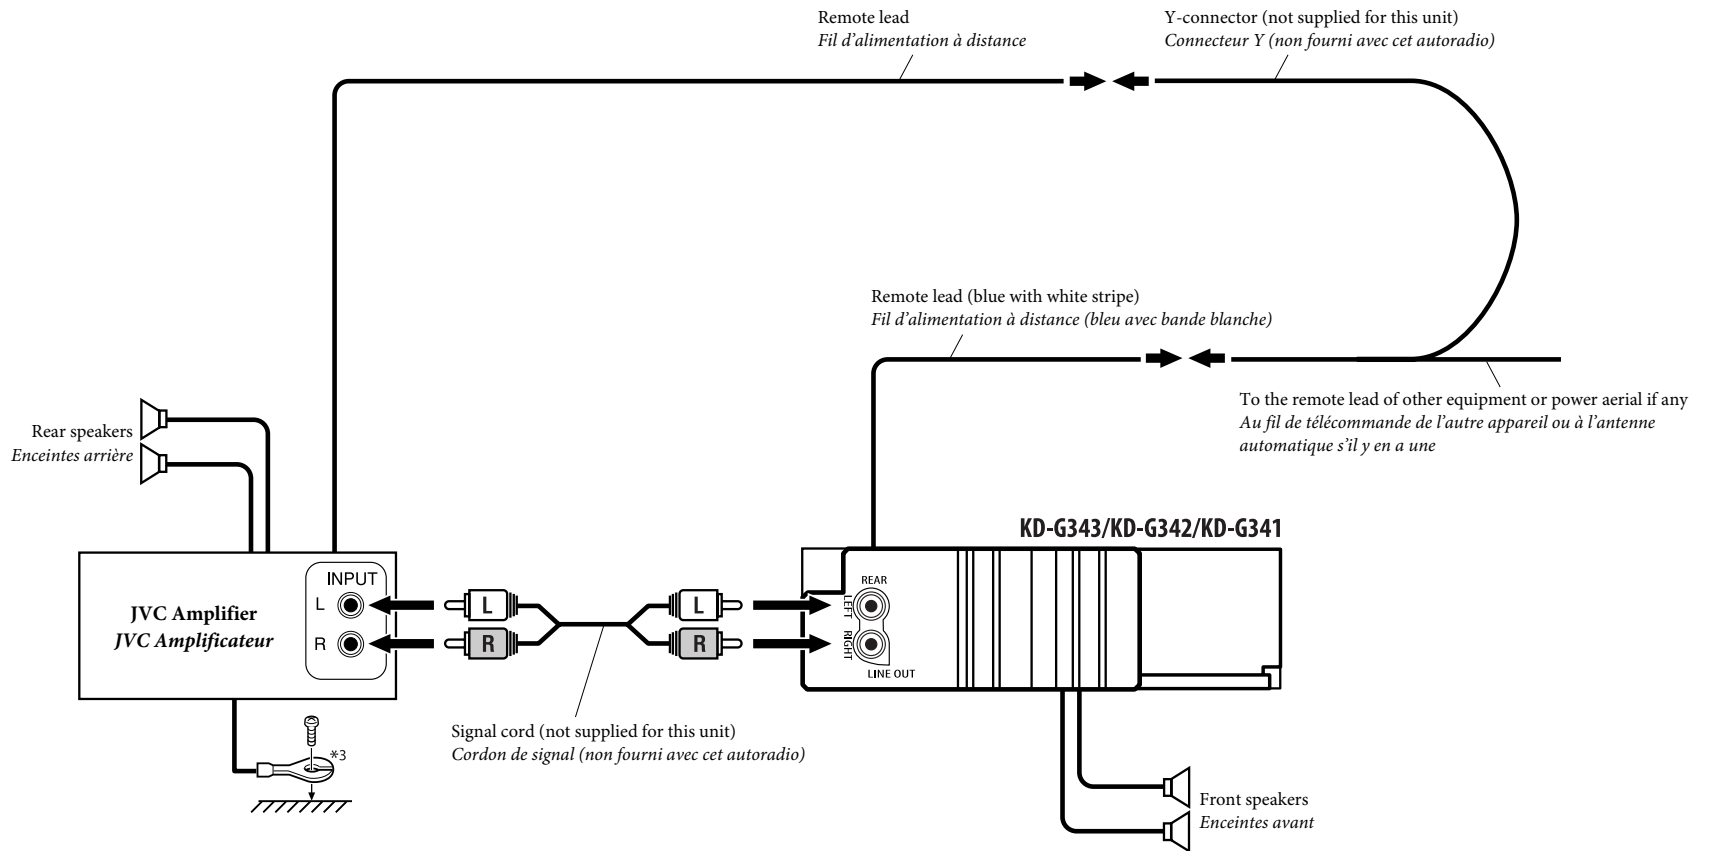 Remote lead
Fil d'alimentation à distance
Y-connector (not supplied for this unit)
Connecteur Y (non fourni avec cet autoradio)
Remote lead (blue with white stripe)
Fil d'alimentation à distance (bleu avec bande blanche)
To the remote lead of other equipment or power aerial if any
Au fil de télécommande de l'autre appareil ou à l'antenne
automatique s'il y en a une
Rear speakers
Enceintes arrière
KD-G343/KD-G342/KD-G341
JVC Amplifier
JVC Amplificateur
INPUT
L
R
L
R
L
R
REAR
LEFT
RIGHT
LINE OUT
Signal cord (not supplied for this unit)
Cordon de signal (non fourni avec cet autoradio)
*3
Front speakers
Enceintes avant